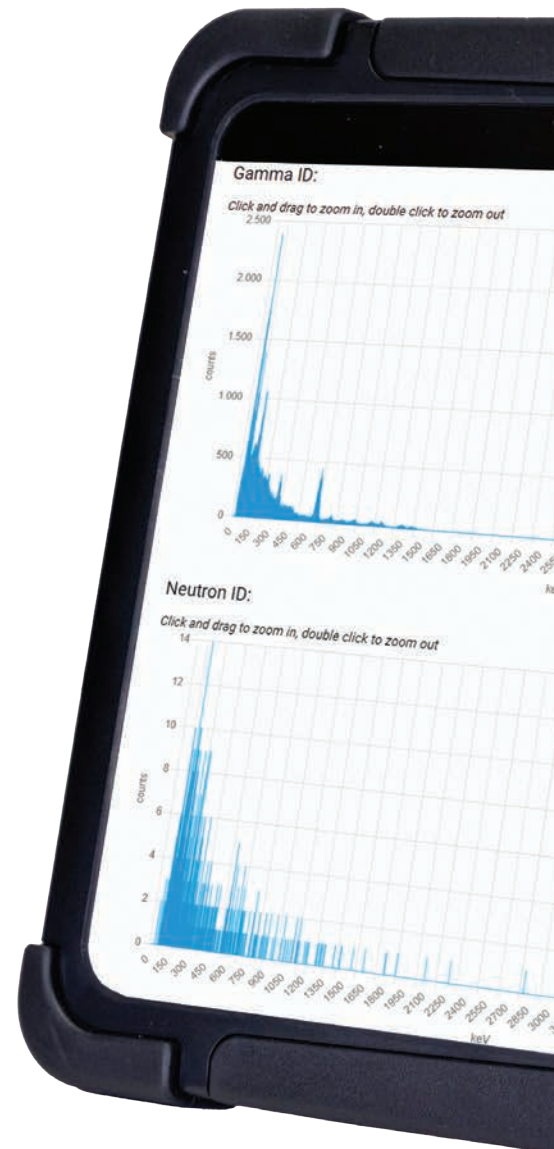 Gamma ID:
Click and drag to zoom in, double click to zoom out
2.500
2.000
1.500
1.000
500
0
counts
0 150 300 450 600 750 900 1050 1200 1350 1500 1650 1800 1950 2100 2250 2400
Neutron ID:
Click and drag to zoom in, double click to zoom out
14
12
10
8
6
4
2
0
counts
0 150 300 450 600 750 900 1050 1200 1350 1500 1650 1800 1950 2100 2250 2400 2550 2700 2850 3000
keV